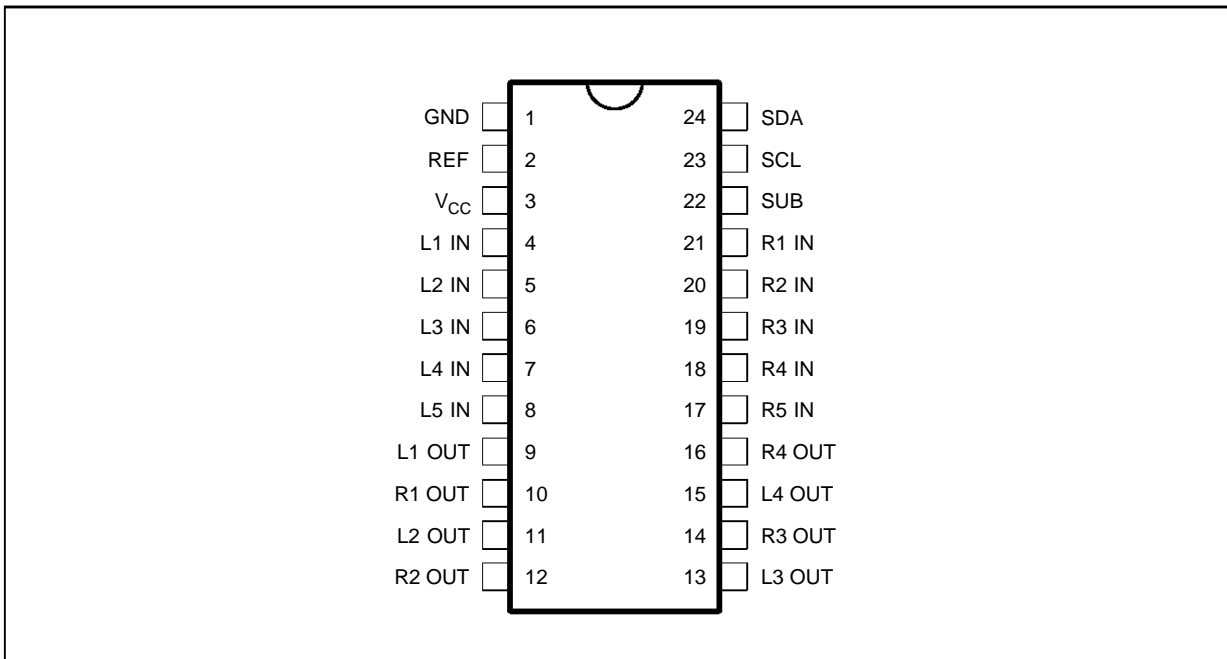 GND 1 24 SDA
REF 2 23 SCL
VCC 3 22 SUB
L1 IN 4 21 R1 IN
L2 IN 5 20 R2 IN
L3 IN 6 19 R3 IN
L4 IN 7 18 R4 IN
L5 IN 8 17 R5 IN
L1 OUT 9 16 R4 OUT
R1 OUT 10 15 L4 OUT
L2 OUT 11 14 R3 OUT
R2 OUT 12 13 L3 OUT